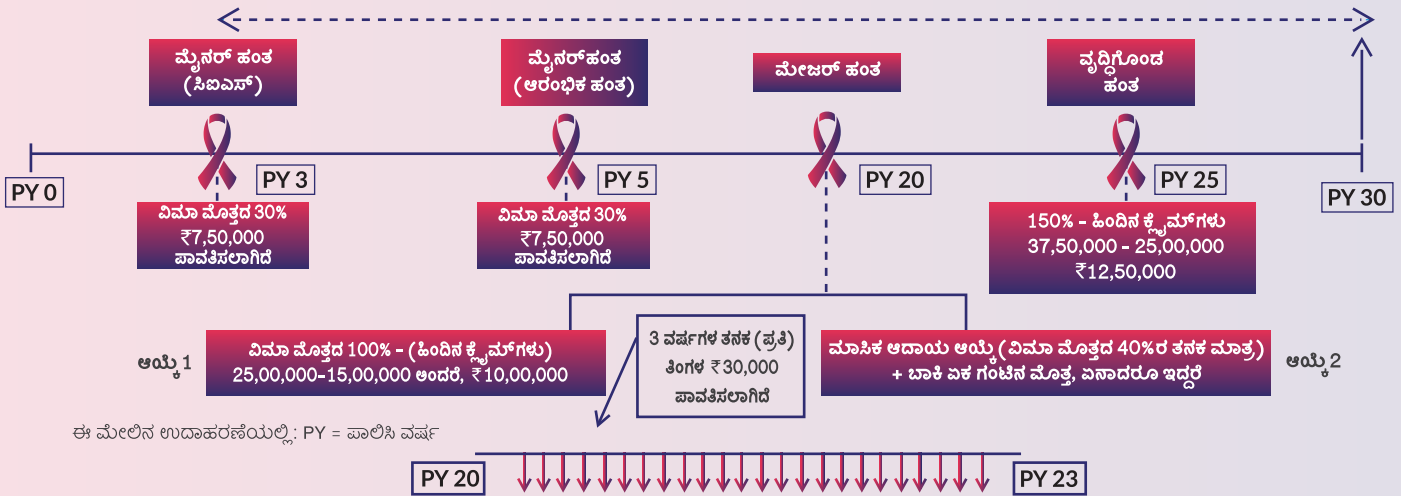 ಮೈನರ್ ಹಂತ
(ಸಿಐಎಸ್)
ಮೈನರ್‌ಹಂತ
(ಆರಂಭಿಕ ಹಂತ)
ಮೇಜರ್ ಹಂತ
ವೃದ್ಧಿಗೊಂಡ
ಹಂತ
PY 0
PY 3
PY 5
PY 20
PY 25
PY 30
ವಿಮಾ ಮೊತ್ತದ 30%
₹7,50,000
ಪಾವತಿಸಲಾಗಿದೆ
ವಿಮಾ ಮೊತ್ತದ 30%
₹7,50,000
ಪಾವತಿಸಲಾಗಿದೆ
150% - ಹಿಂದಿನ ಕ್ಲೈಮ್‌ಗಳು
37,50,000 - 25,00,000
₹12,50,000
ಆಯ್ಕೆ 1
ವಿಮಾ ಮೊತ್ತದ 100% - (ಹಿಂದಿನ ಕ್ಲೈಮ್‌ಗಳು)
25,00,000-15,00,000 ಅಂದರೆ, ₹10,00,000
3 ವರ್ಷಗಳ ತನಕ (ಪ್ರತಿ)
ತಿಂಗಳ ₹30,000
ಪಾವತಿಸಲಾಗಿದೆ
ಮಾಸಿಕ ಆದಾಯ ಆಯ್ಕೆ (ವಿಮಾ ಮೊತ್ತದ 40%ರ ತನಕ ಮಾತ್ರ)
+ ಬಾಕಿ ಏಕ ಗಂಟಿನ ಮೊತ್ತ, ಏನಾದರೂ ಇದ್ದರೆ
ಆಯ್ಕೆ 2
ಈ ಮೇಲಿನ ಉದಾಹರಣೆಯಲ್ಲಿ: PY = ಪಾಲಿಸಿ ವರ್ಷ
PY 20
PY 23